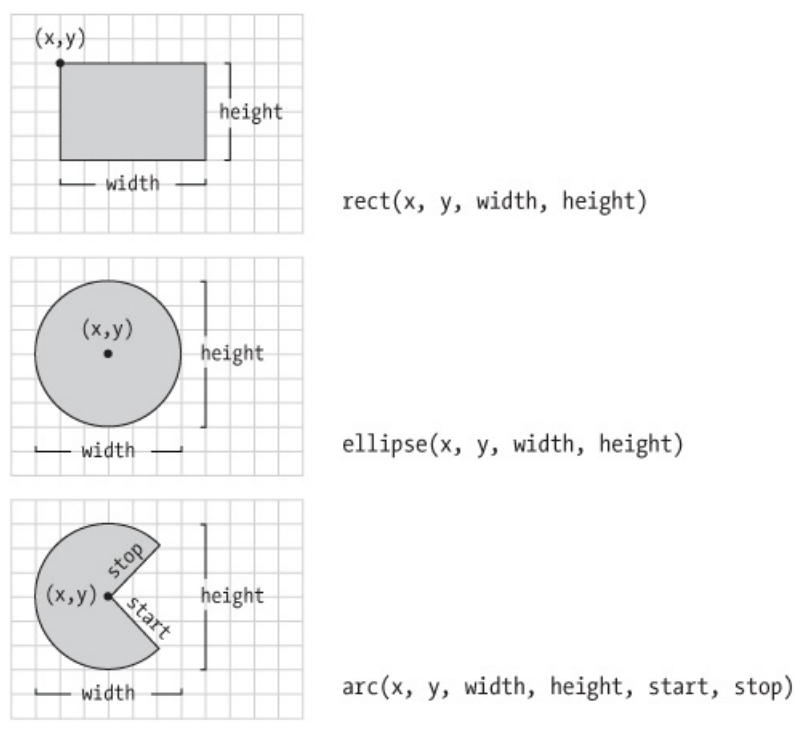 (x,y)
height
width
rect(x, y, width, height)
(x,y)
height
width
ellipse(x, y, width, height)
stop
(x,y)
start
height
width
arc(x, y, width, height, start, stop)